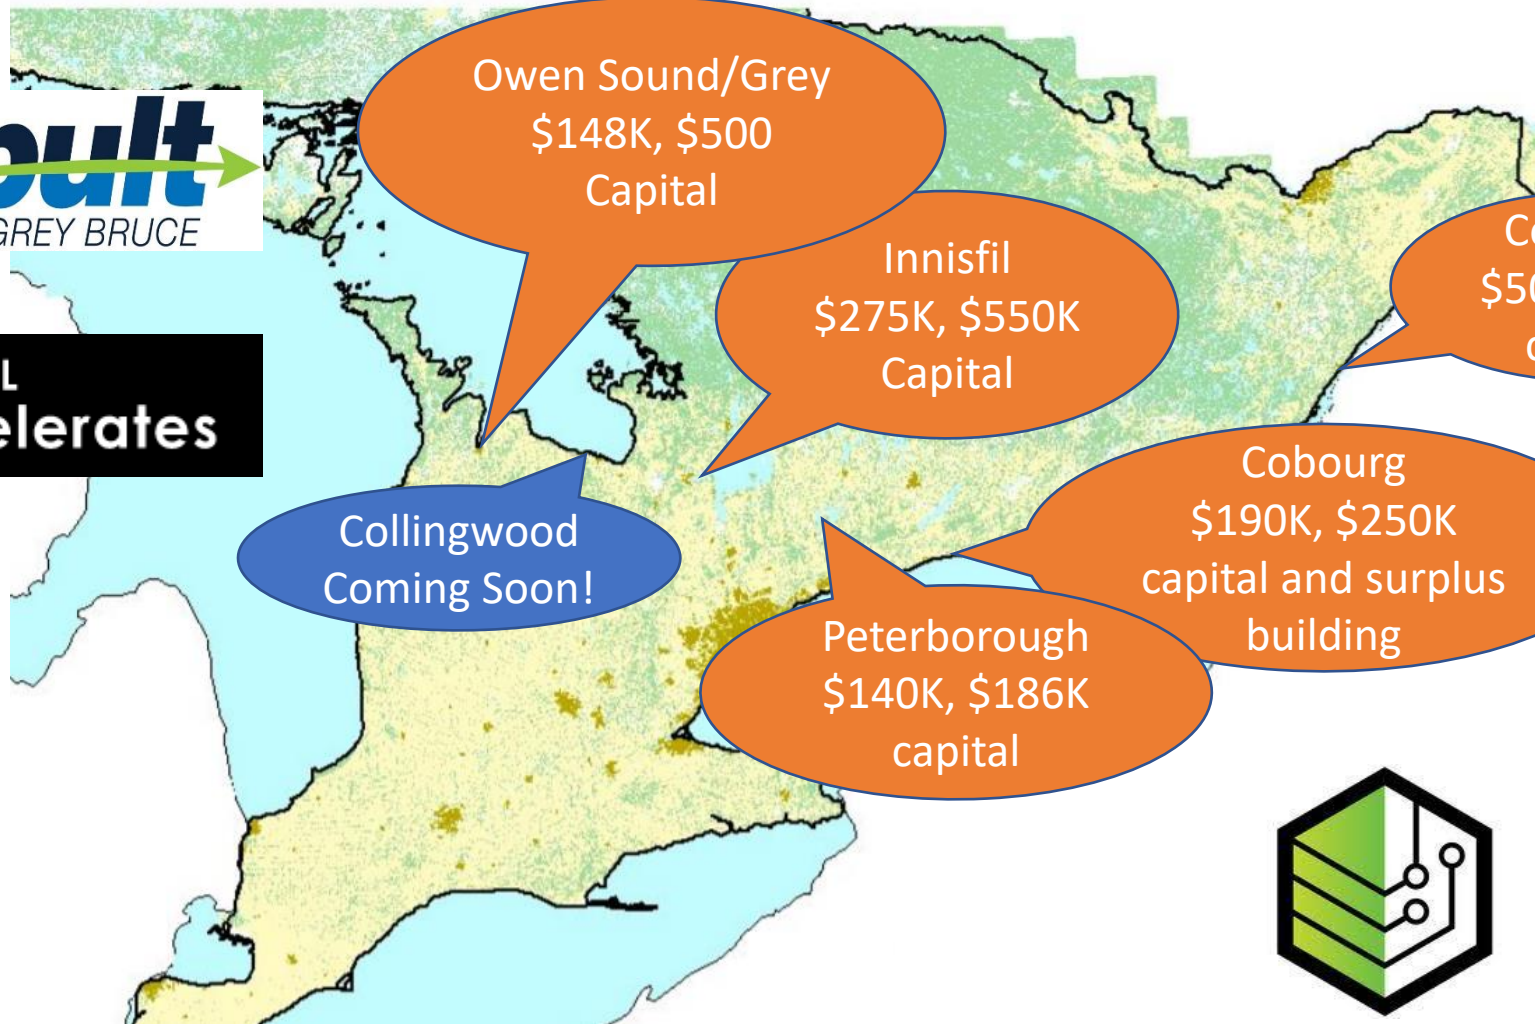 Owen Sound/Grey
$148K, $500
Capital
GREY BRUCE
Innisfil
$275K, $550K
Capital
Collingwood
Coming Soon!
Cobourg
$190K, $250K
capital and surplus
building
Peterborough
$140K, $186K
capital